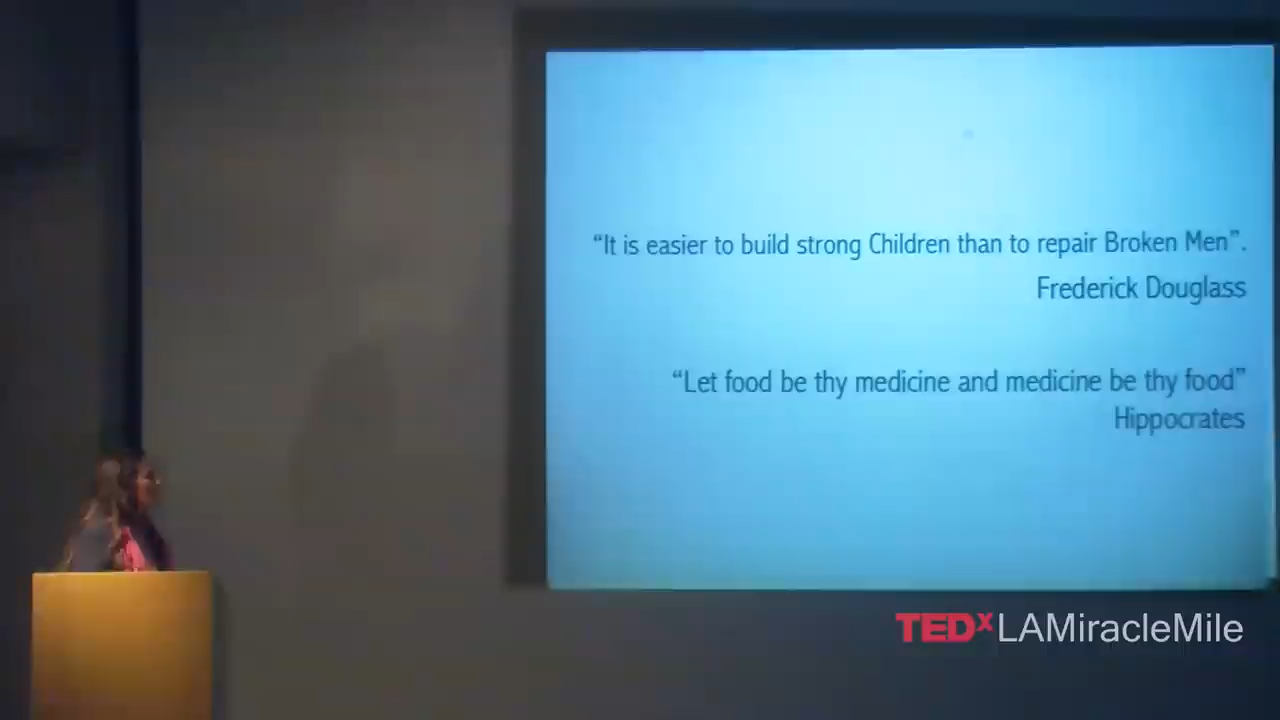 “It is easier to build strong Children than to repair Broken Men”.
Frederick Douglass
“Let food be thy medicine and medicine be thy food”
Hippocrates
TEDxLAMiracleMile